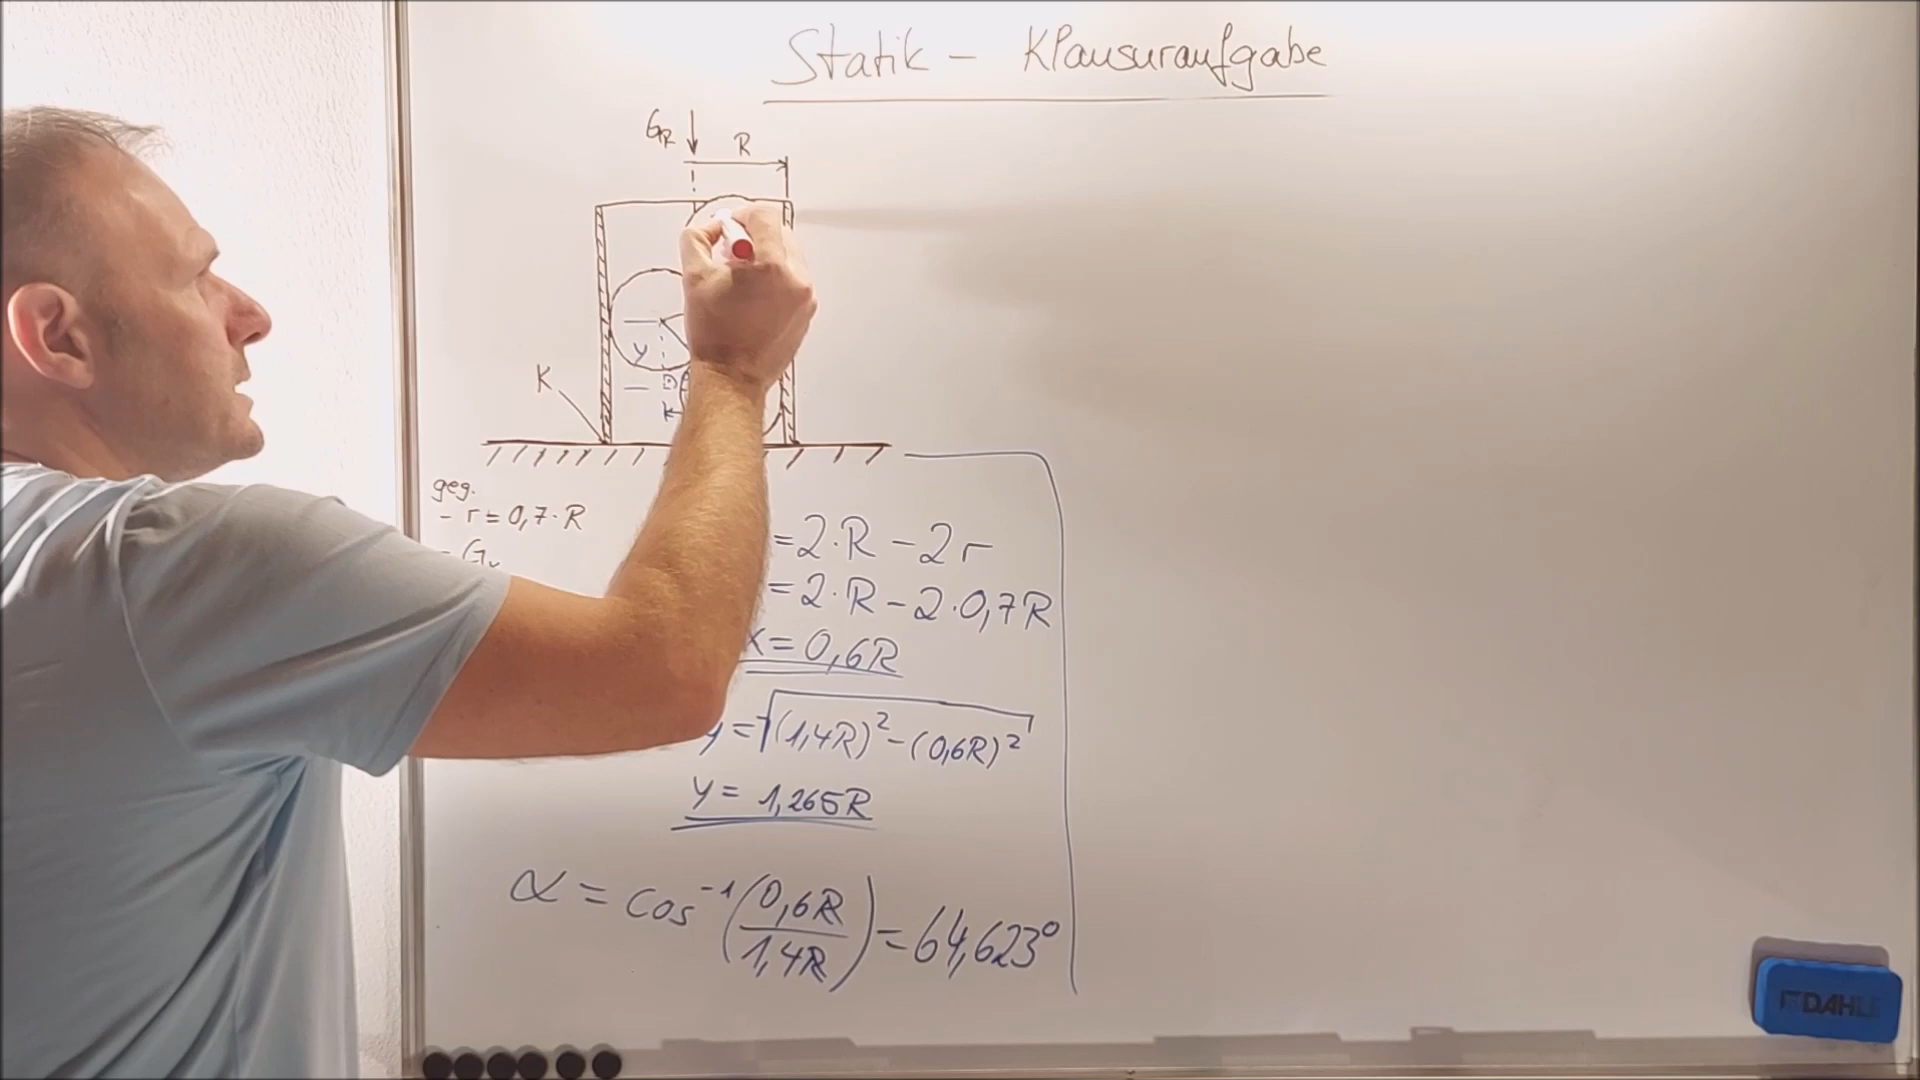 Statik – Klausuraufgabe
G_R
R
y
K
geg.
- r = 0,7·R
= 2·R – 2r
= 2·R – 2·0,7R
x = 0,6R
y = √((1,4R)² – (0,6R)²)
y = 1,265R
α = cos⁻¹(0,6R/1,4R) = 64,623°
DAHLE